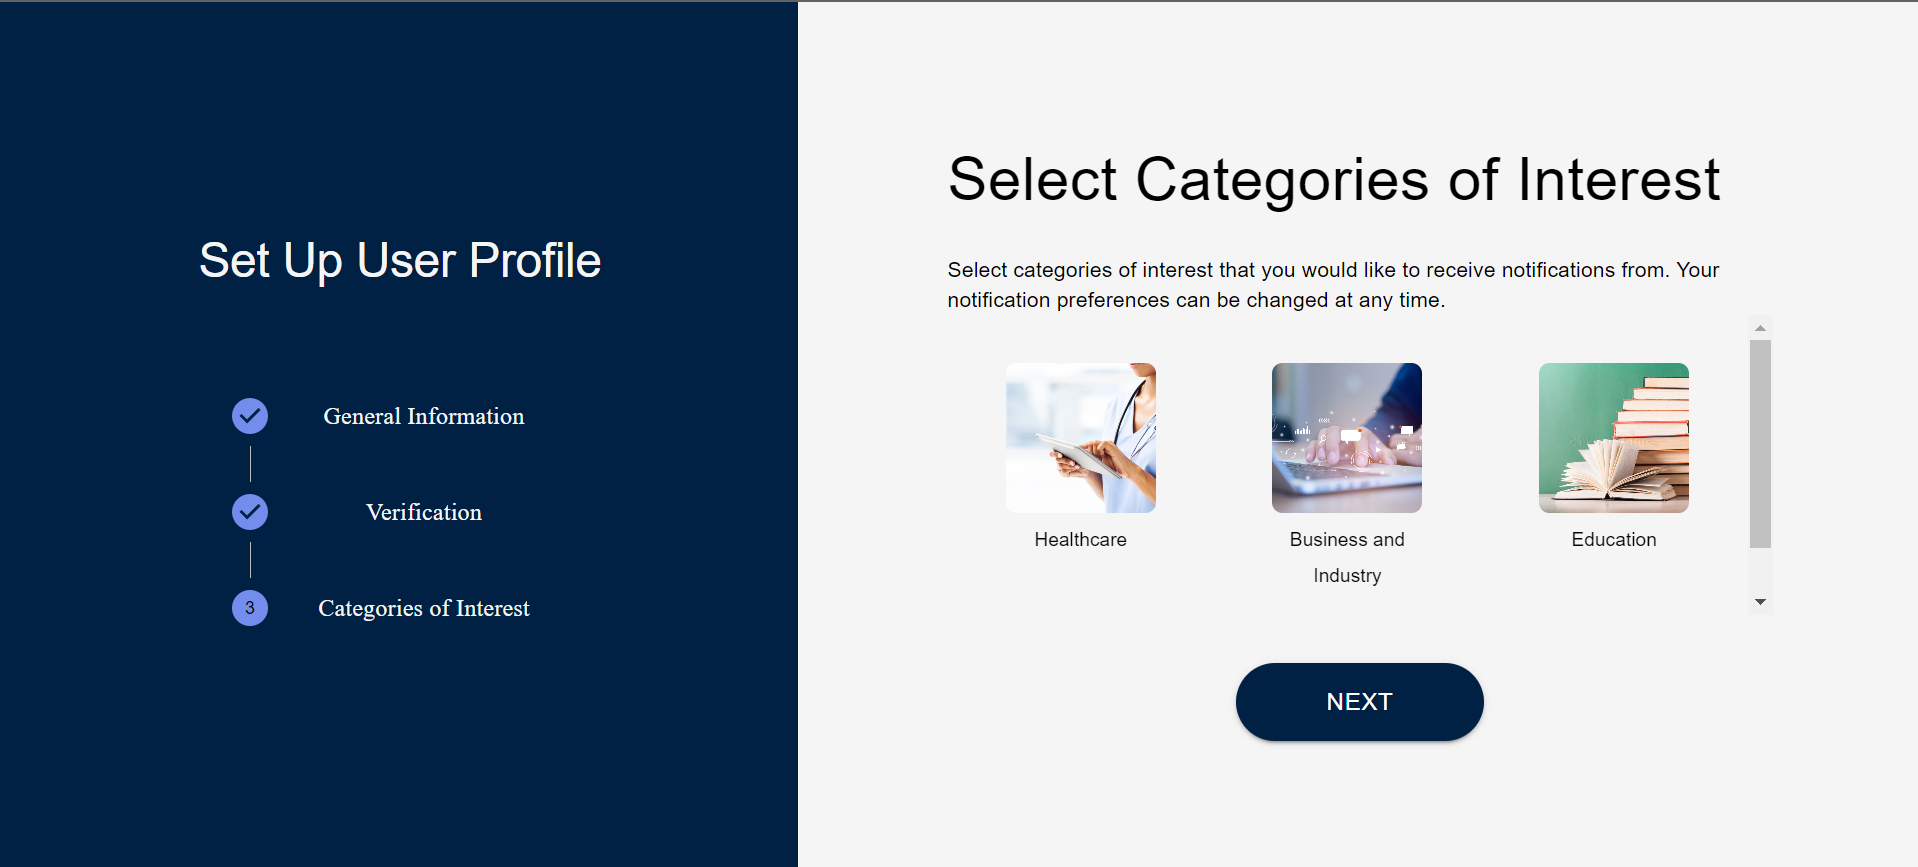 Set Up User Profile
General Information
Verification
3
Categories of Interest
Select Categories of Interest
Select categories of interest that you would like to receive notifications from. Your
notification preferences can be changed at any time.
Healthcare
Business and
Industry
Education
NEXT